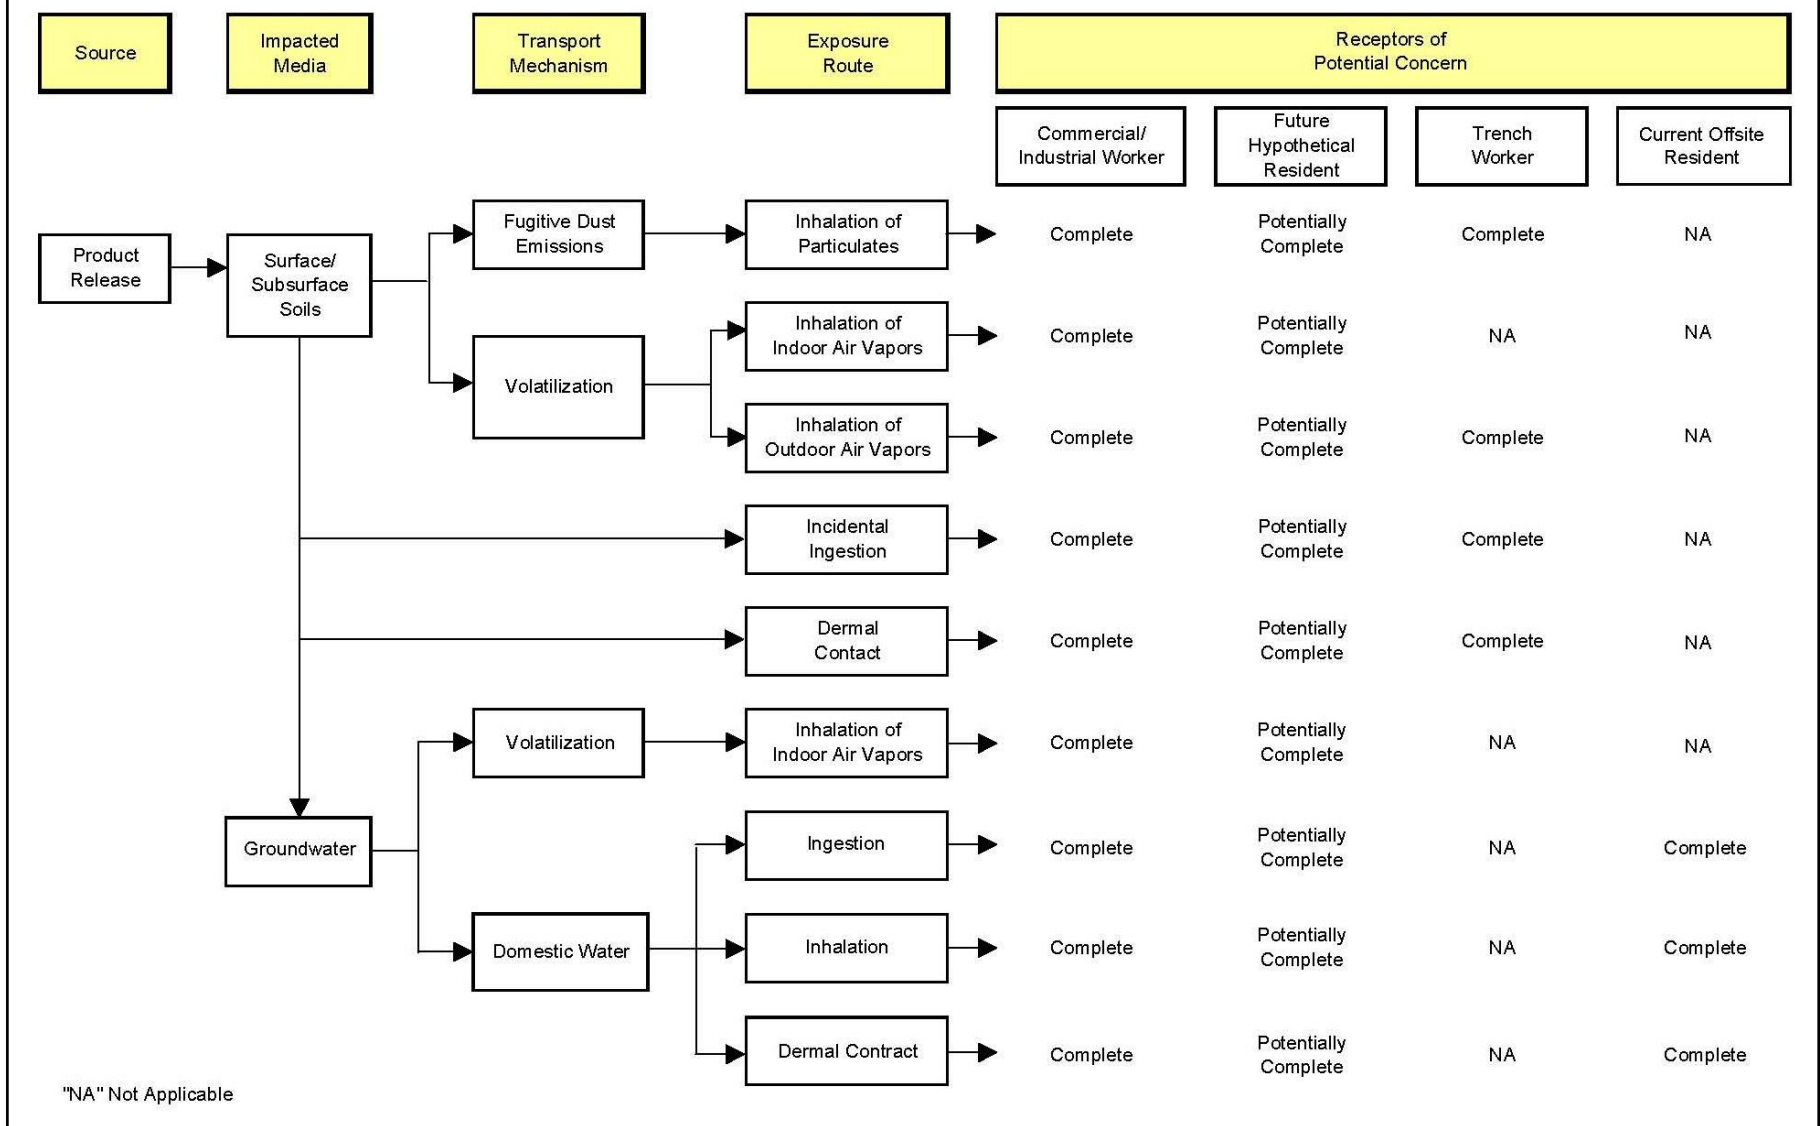 Source
Impacted
Media
Transport
Mechanism
Exposure
Route
Receptors of
Potential Concern
Commercial/
Industrial Worker
Future
Hypothetical
Resident
Trench
Worker
Current Offsite
Resident
Product
Release
Surface/
Subsurface
Soils
Fugitive Dust
Emissions
Inhalation of
Particulates
Complete
Potentially
Complete
Complete
NA
Volatilization
Inhalation of
Indoor Air Vapors
Complete
Potentially
Complete
NA
NA
Inhalation of
Outdoor Air Vapors
Complete
Potentially
Complete
Complete
NA
Incidental
Ingestion
Complete
Potentially
Complete
Complete
NA
Dermal
Contact
Complete
Potentially
Complete
Complete
NA
Volatilization
Inhalation of
Indoor Air Vapors
Complete
Potentially
Complete
NA
NA
Groundwater
Ingestion
Complete
Potentially
Complete
NA
Complete
Domestic Water
Inhalation
Complete
Potentially
Complete
NA
Complete
Dermal Contract
Complete
Potentially
Complete
NA
Complete
"NA" Not Applicable